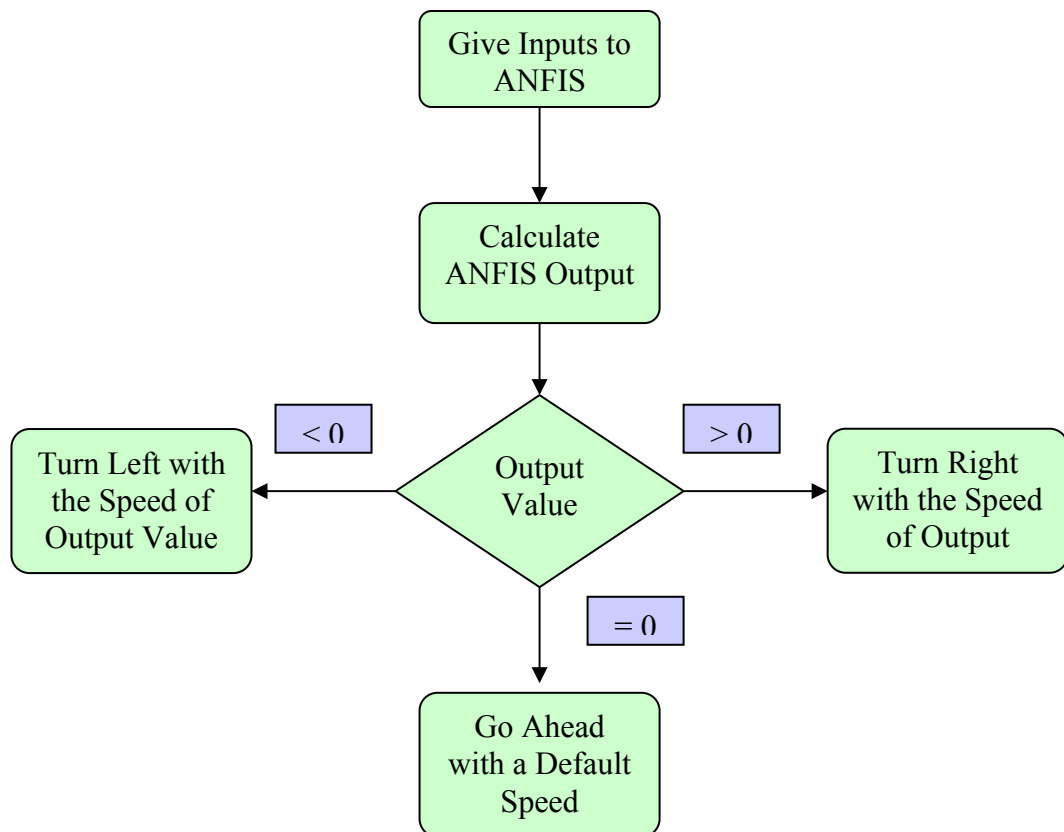 Give Inputs to
ANFIS
Calculate
ANFIS Output
< 0
> 0
Turn Left with
the Speed of
Output Value
Output
Value
Turn Right
with the Speed
of Output
= 0
Go Ahead
with a Default
Speed